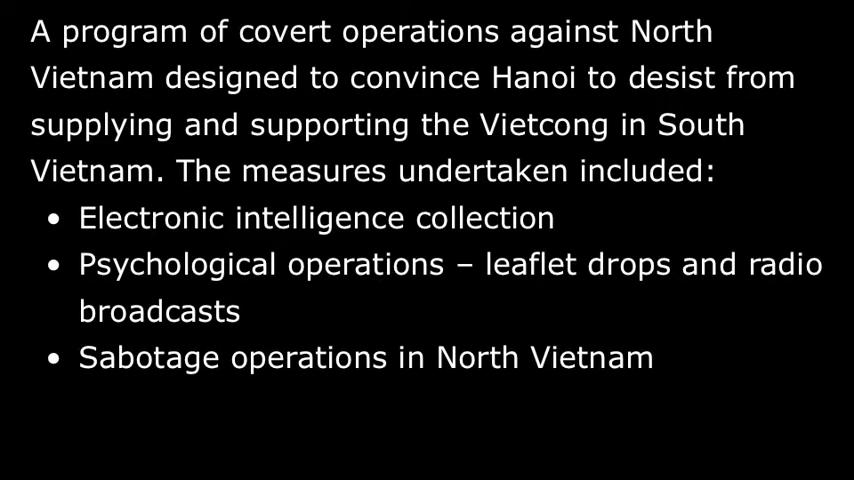 A program of covert operations against North
Vietnam designed to convince Hanoi to desist from
supplying and supporting the Vietcong in South
Vietnam. The measures undertaken included:
• Electronic intelligence collection
• Psychological operations – leaflet drops and radio
broadcasts
• Sabotage operations in North Vietnam